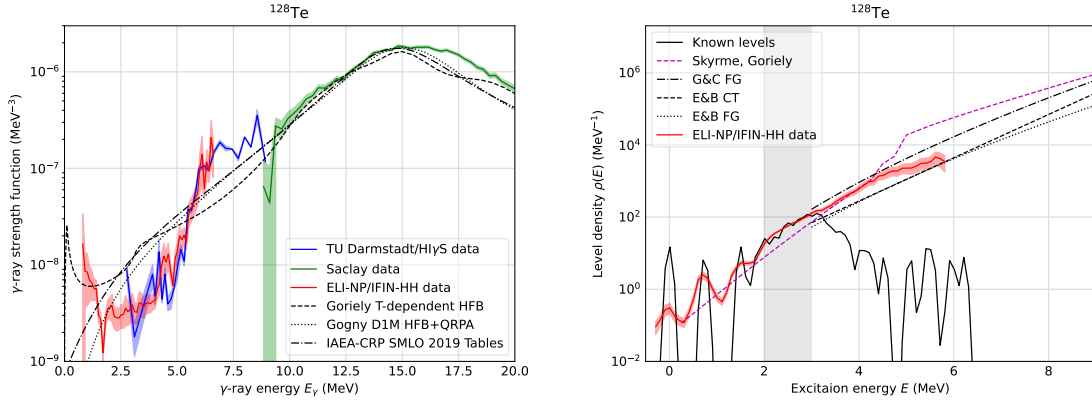 ¹²⁸Te
γ-ray strength function (MeV⁻³)
10⁻⁶
10⁻⁷
10⁻⁸
10⁻⁹
TU Darmstadt/HIγS data
Saclay data
ELI-NP/IFIN-HH data
Goriely T-dependent HFB
Gogny D1M HFB+QRPA
IAEA-CRP SMLO 2019 Tables
0.0 2.5 5.0 7.5 10.0 12.5 15.0 17.5 20.0
γ-ray energy Eγ (MeV)
¹²⁸Te
Level density ρ(E) (MeV⁻¹)
10⁶
10⁴
10²
10⁰
10⁻²
Known levels
Skyrme, Goriely
G&C FG
E&B CT
E&B FG
ELI-NP/IFIN-HH data
0 2 4 6 8
Excitaion energy E (MeV)